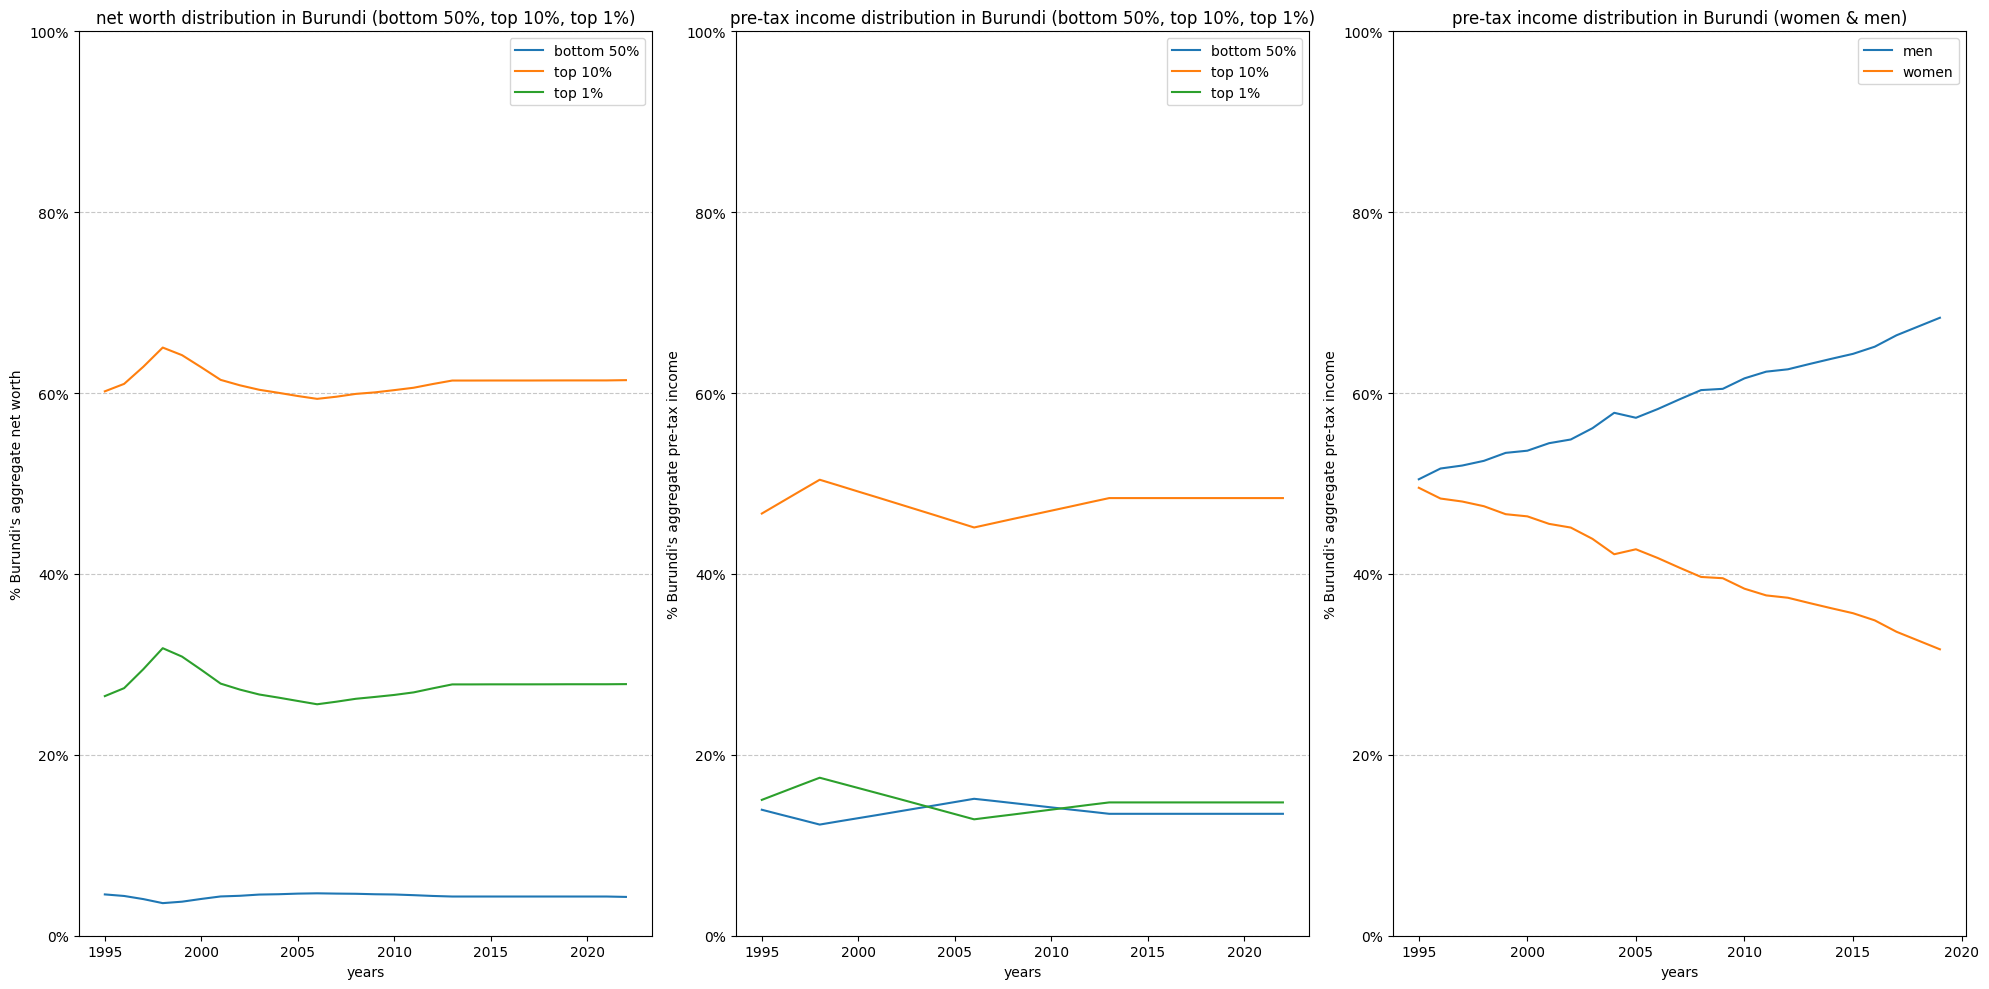 net worth distribution in Burundi (bottom 50%, top 10%, top 1%)
100%
80%
60%
40%
20%
0%
% Burundi's aggregate net worth
bottom 50%
top 10%
top 1%
1995
2000
2005
2010
2015
2020
years
pre-tax income distribution in Burundi (bottom 50%, top 10%, top 1%)
100%
80%
60%
40%
20%
0%
% Burundi's aggregate pre-tax income
bottom 50%
top 10%
top 1%
1995
2000
2005
2010
2015
2020
years
pre-tax income distribution in Burundi (women & men)
100%
80%
60%
40%
20%
0%
% Burundi's aggregate pre-tax income
men
women
1995
2000
2005
2010
2015
2020
years